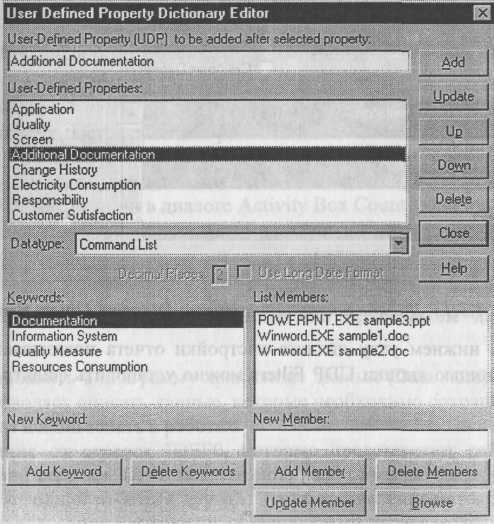 User Defined Property Dictionary Editor
User-Defined Property (UDP) to be added after selected property:
Additional Documentation
Add
User-Defined Properties:
Update
Application
Quality
Screen
Up
Additional Documentation
Change History
Down
Electricity Consumption
Responsibility
Delete
Customer Sutisfaction
Close
Datatype:
Command List
Decimal Places:
2
Use Long Date Format
Help
Keywords:
List Members:
Documentation
Information System
Quality Measure
Resources Consumption
POWERPNT.EXE sample3.ppt
Winword.EXE sample1.doc
Winword.EXE sample2.doc
New Keyword:
New Member:
Add Keyword
Delete Keywords
Add Member
Delete Members
Update Member
Browse